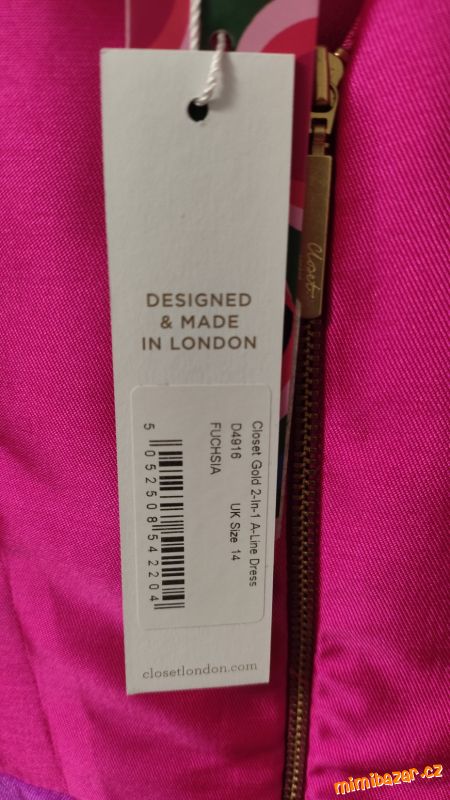 Closet
DESIGNED
& MADE
IN LONDON
Closet Gold 2-In-1 A-Line Dress
D4916 UK Size 14
FUCHSIA
5 052508 542204
closetlondon.com
mimibazar.cz